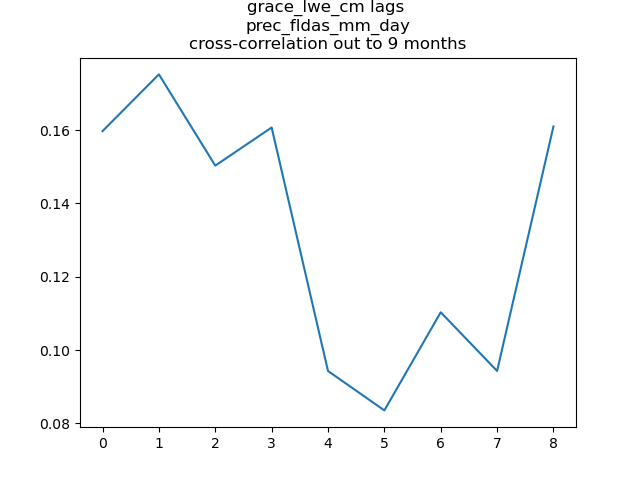 grace_lwe_cm lags
prec_fldas_mm_day
cross-correlation out to 9 months
0.16
0.14
0.12
0.10
0.08
0 1 2 3 4 5 6 7 8